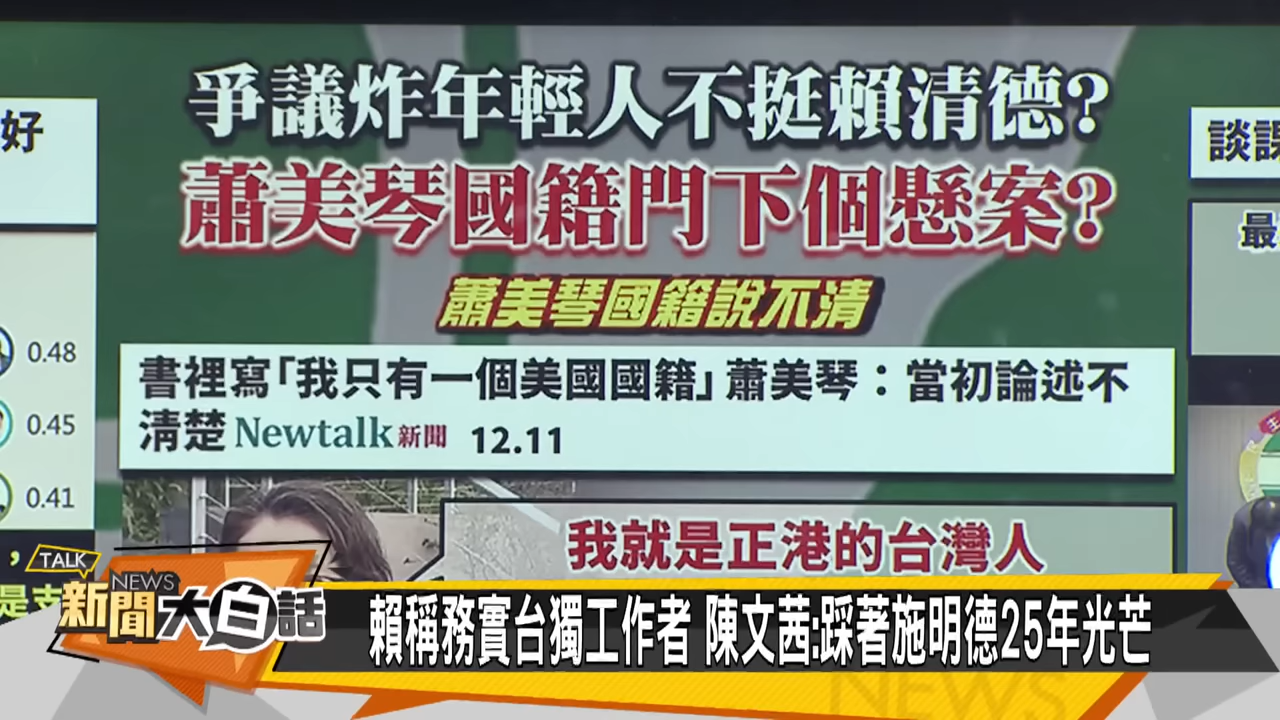 爭議炸年輕人不挺賴清德?
蕭美琴國籍門下個懸案?
蕭美琴國籍說不清
書裡寫「我只有一個美國國籍」蕭美琴：當初論述不
清楚 Newtalk新聞 12.11
我就是正港的台灣人
好
0.48
0.45
0.41
，
是支
談課
最
主
TALK
NEWS
新聞大白話
賴稱務實台獨工作者 陳文茜:踩著施明德25年光芒
NEWS